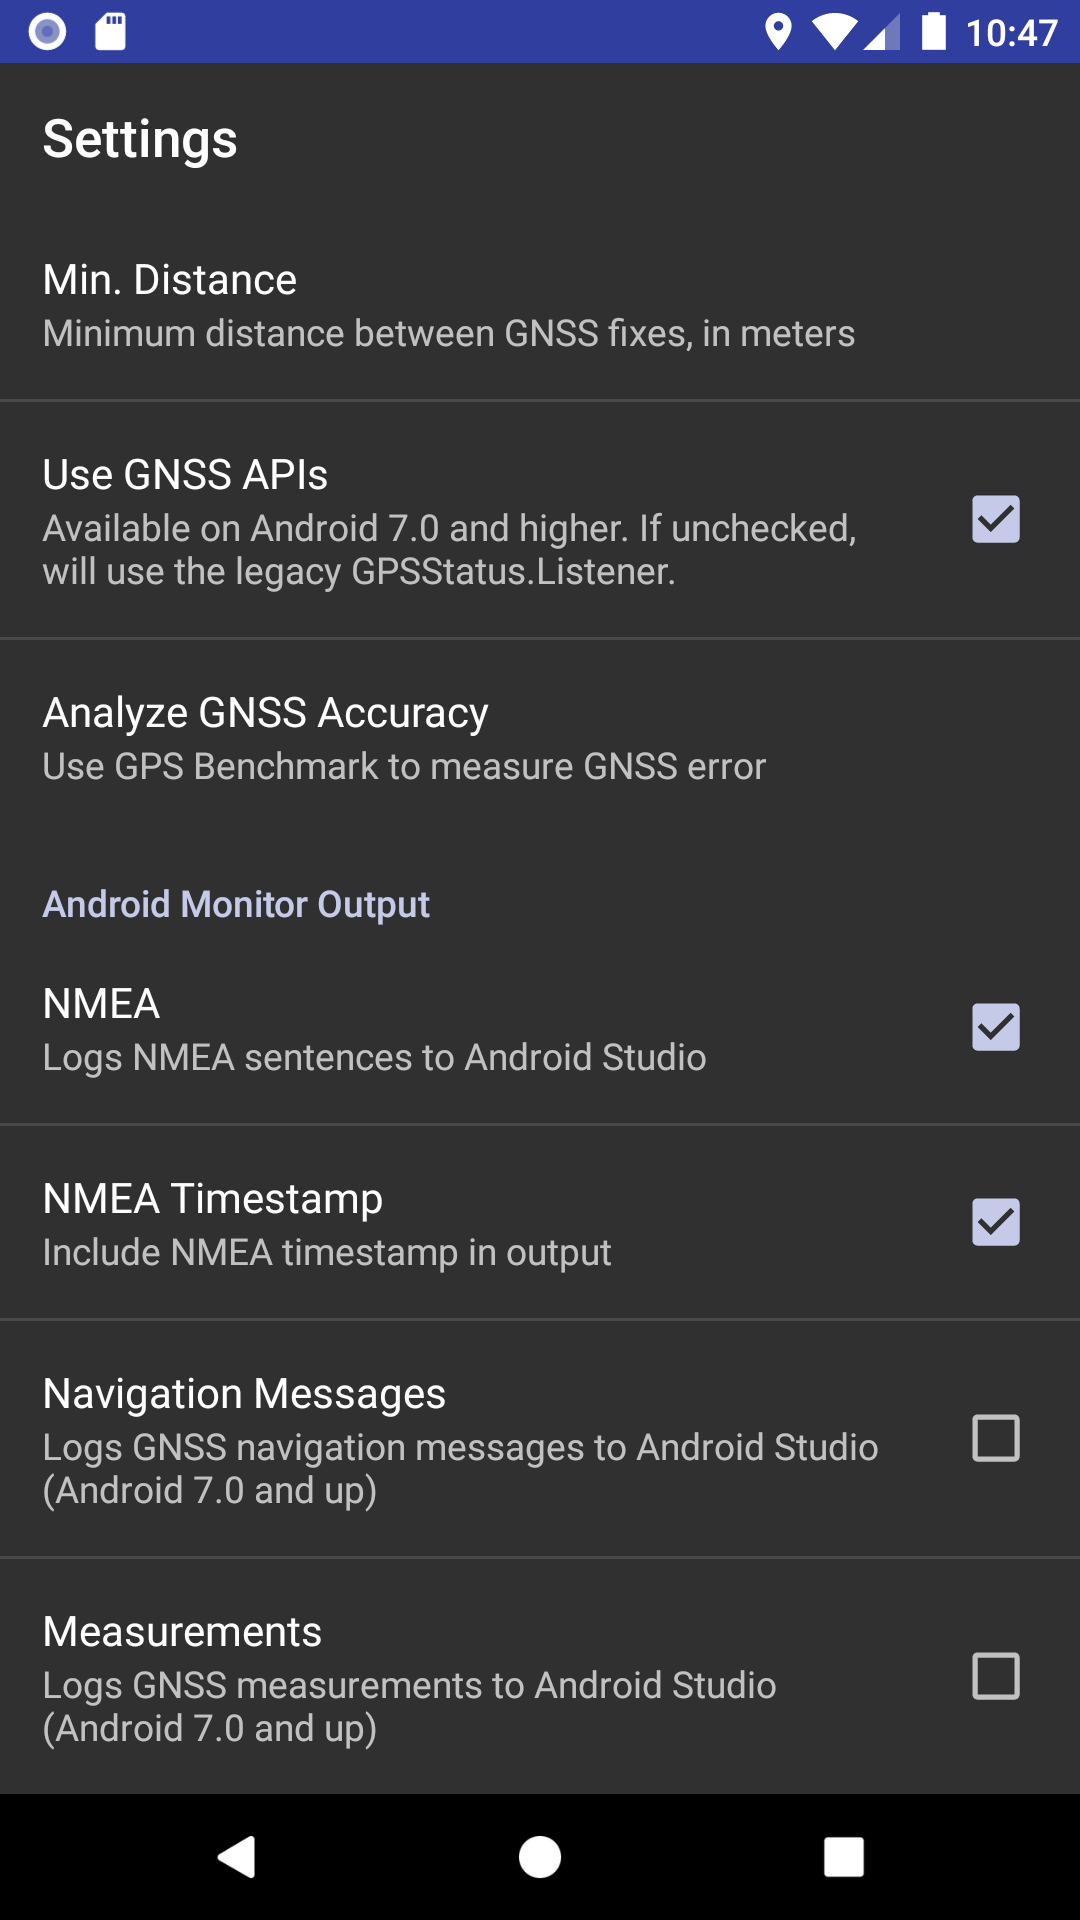 10:47
Settings
Min. Distance
Minimum distance between GNSS fixes, in meters
Use GNSS APIs
Available on Android 7.0 and higher. If unchecked,
will use the legacy GPSStatus.Listener.
Analyze GNSS Accuracy
Use GPS Benchmark to measure GNSS error
Android Monitor Output
NMEA
Logs NMEA sentences to Android Studio
NMEA Timestamp
Include NMEA timestamp in output
Navigation Messages
Logs GNSS navigation messages to Android Studio
(Android 7.0 and up)
Measurements
Logs GNSS measurements to Android Studio
(Android 7.0 and up)